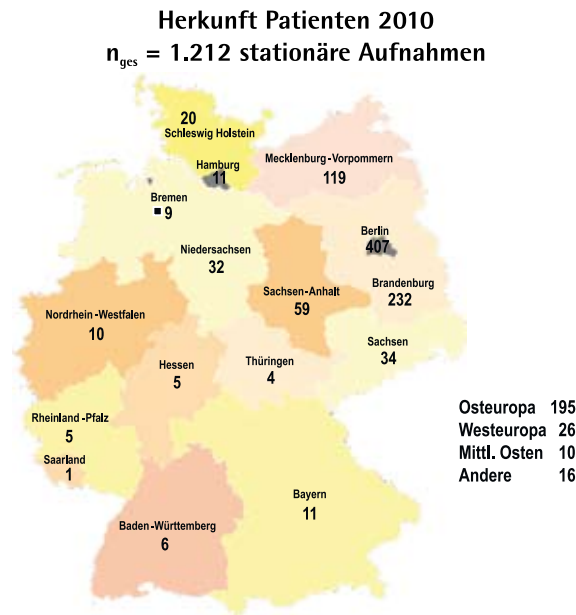 Herkunft Patienten 2010
nges = 1.212 stationäre Aufnahmen
20
Schleswig Holstein
Hamburg
11
Mecklenburg-Vorpommern
119
Bremen
9
Berlin
407
Niedersachsen
32
Brandenburg
232
Sachsen-Anhalt
59
Nordrhein-Westfalen
10
Sachsen
34
Hessen
5
Thüringen
4
Rheinland-Pfalz
5
Saarland
1
Osteuropa 195
Westeuropa 26
Mittl. Osten 10
Andere 16
Bayern
11
Baden-Württemberg
6